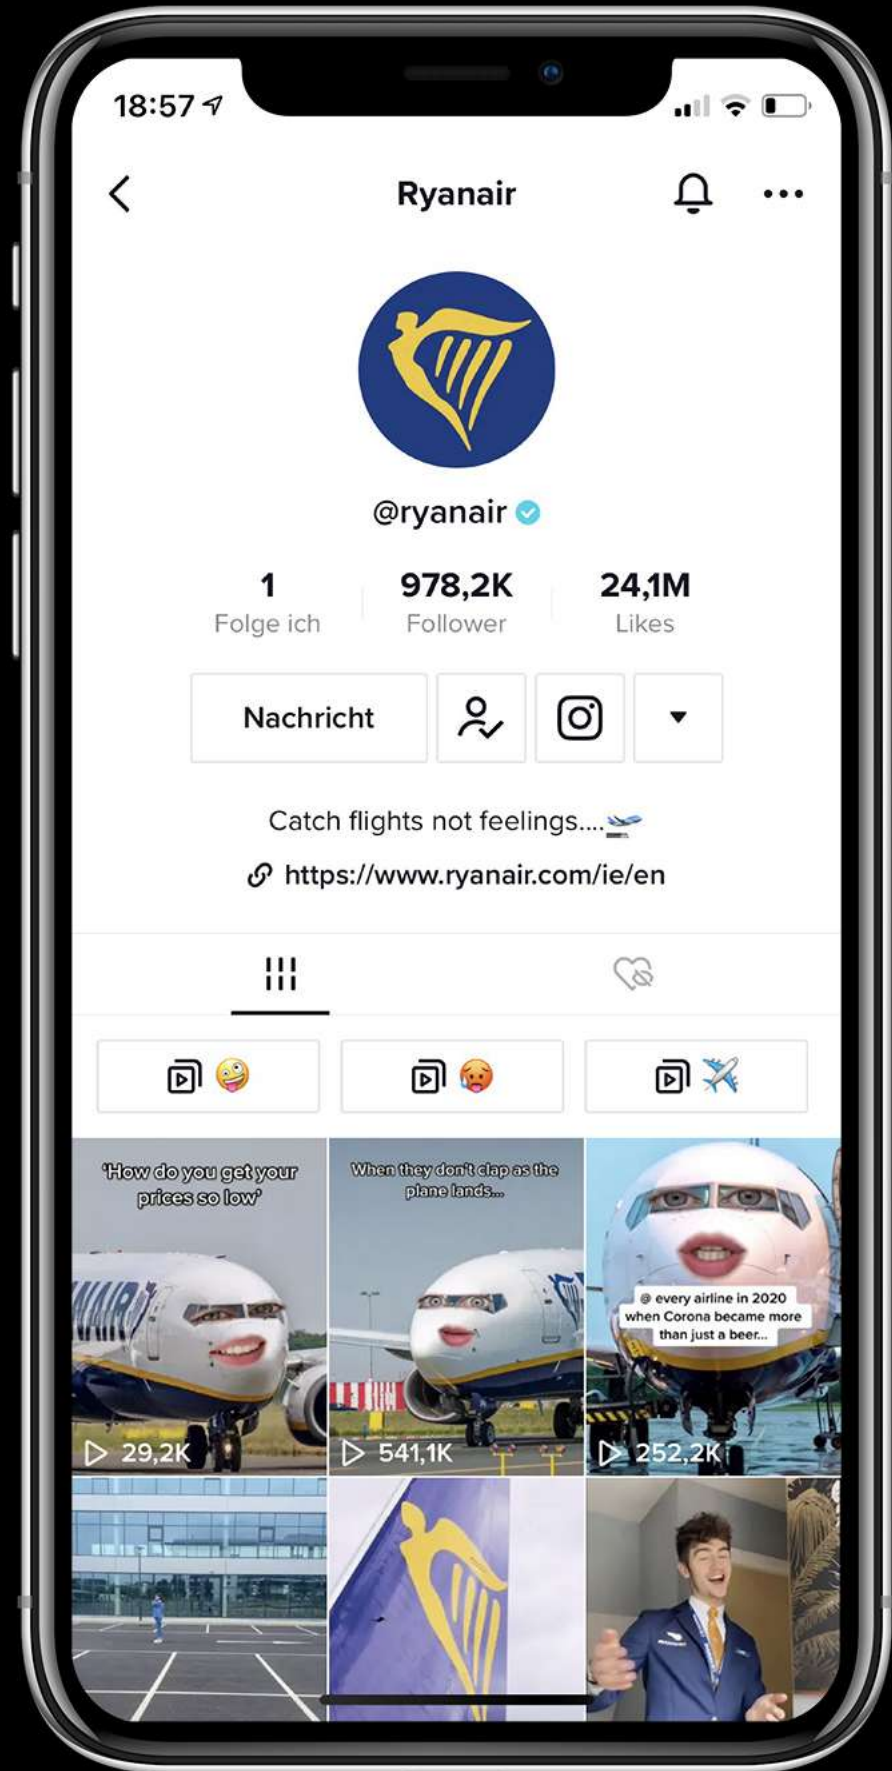 18:57
Ryanair
@ryanair
1
978,2K
24,1M
Folge ich
Follower
Likes
Nachricht
Catch flights not feelings....
https://www.ryanair.com/ie/en
'How do you get your
prices so low'
When they don't clap as the
plane lands...
@ every airline in 2020
when Corona became more
than just a beer...
29,2K
541,1K
252,2K